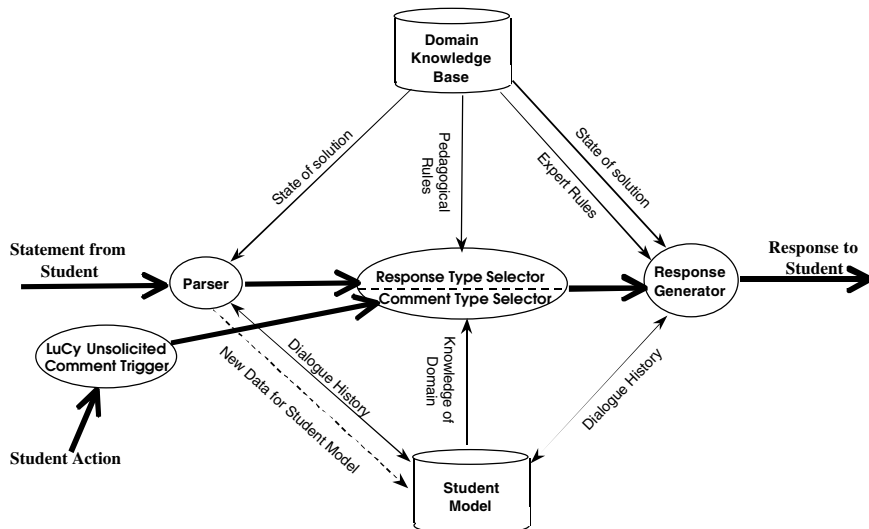 Domain
Knowledge
Base
State of solution
Pedagogical
Rules
Expert Rules
State of solution
Statement from
Student
Parser
Response Type Selector
Comment Type Selector
Response
Generator
Response to
Student
LuCy Unsolicited
Comment Trigger
Student Action
New Data for Student Model
Dialogue History
Knowledge of
Domain
Dialogue History
Student
Model